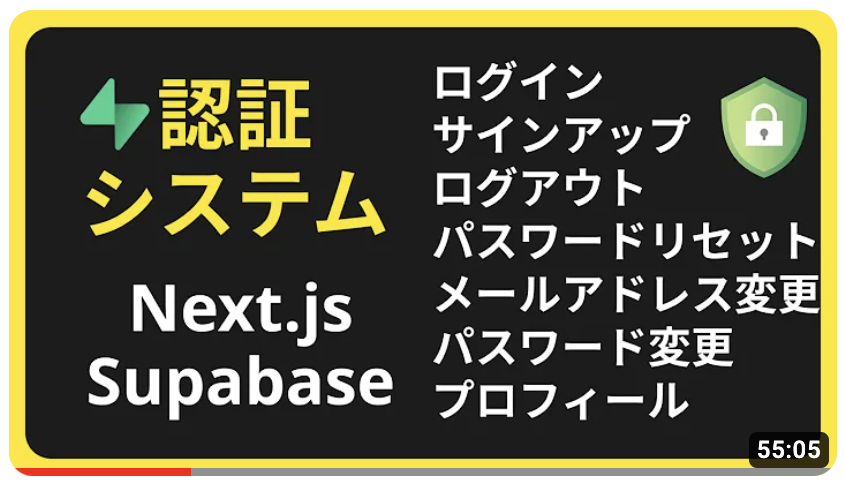 認証
システム
Next.js
Supabase
ログイン
サインアップ
ログアウト
パスワードリセット
メールアドレス変更
パスワード変更
プロフィール
55:05